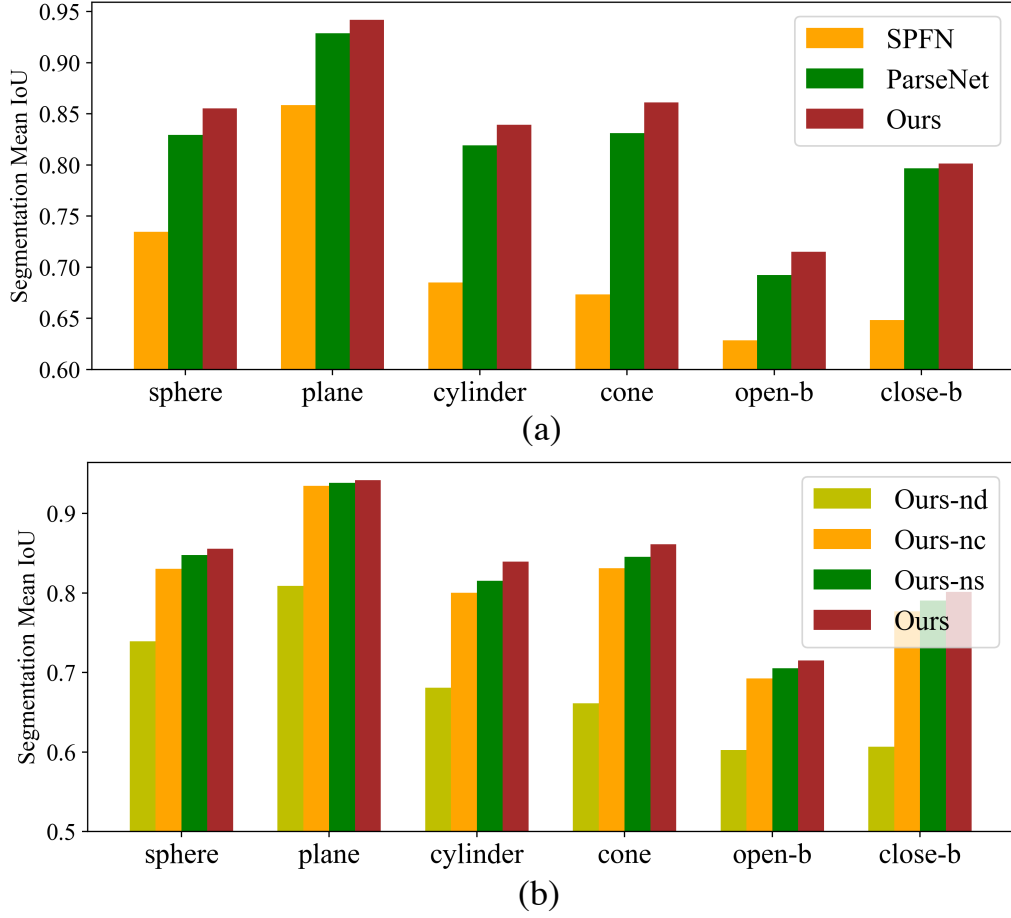 0.95
0.90
0.85
0.80
0.75
0.70
0.65
0.60
Segmentation Mean IoU
SPFN
ParseNet
Ours
sphere plane cylinder cone open-b close-b
(a)
0.9
0.8
0.7
0.6
0.5
Segmentation Mean IoU
Ours-nd
Ours-nc
Ours-ns
Ours
sphere plane cylinder cone open-b close-b
(b)